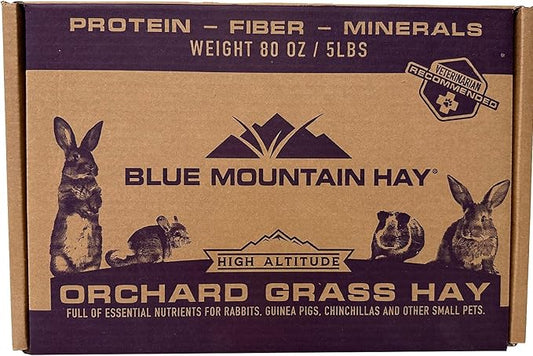 PROTEIN – FIBER – MINERALS
WEIGHT 80 OZ / 5LBS
VETERINARIAN
RECOMMENDED
BLUE MOUNTAIN HAY®
HIGH ALTITUDE
ORCHARD GRASS HAY
FULL OF ESSENTIAL NUTRIENTS FOR RABBITS, GUINEA PIGS, CHINCHILLAS AND OTHER SMALL PETS.